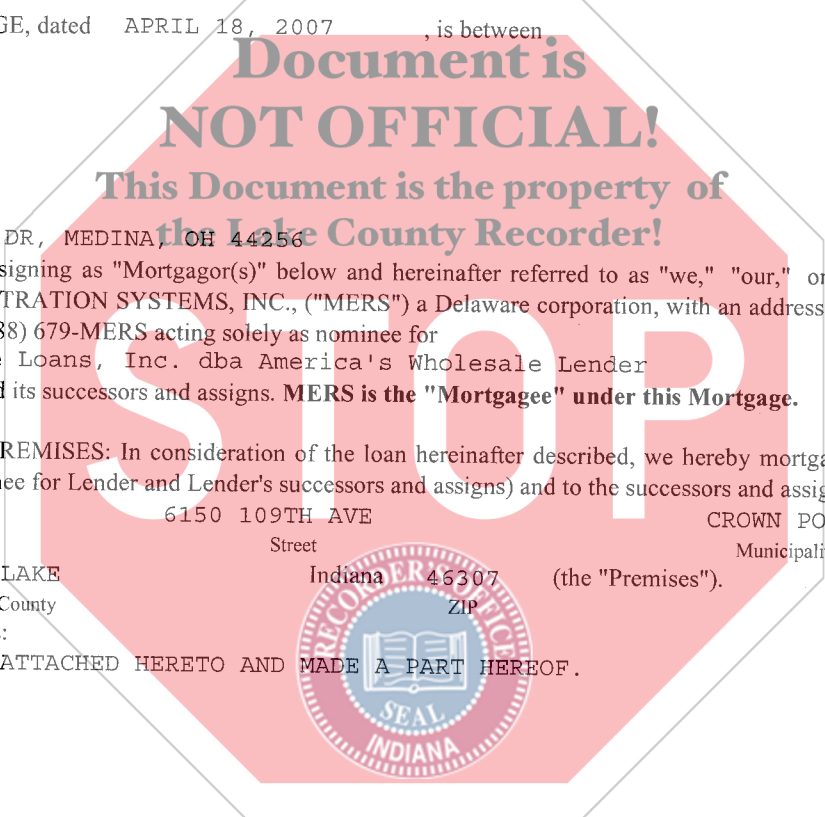 GE, dated APRIL 18, 2007 , is between
Document is
NOT OFFICIAL!
This Document is the property of
the Lake County Recorder!
DR, MEDINA, OH 44256
signing as "Mortgagor(s)" below and hereinafter referred to as "we," "our," or
TRATION SYSTEMS, INC., ("MERS") a Delaware corporation, with an address
88) 679-MERS acting solely as nominee for
e Loans, Inc. dba America's Wholesale Lender
d its successors and assigns. MERS is the "Mortgagee" under this Mortgage.
REMISES: In consideration of the loan hereinafter described, we hereby mortga
nee for Lender and Lender's successors and assigns) and to the successors and assig
STOP
6150 109TH AVE CROWN PO
Street Municipali
LAKE Indiana 46307 (the "Premises").
County ZIP
:
ATTACHED HERETO AND MADE A PART HEREOF.
RECORDER'S OFFICE
SEAL
INDIANA